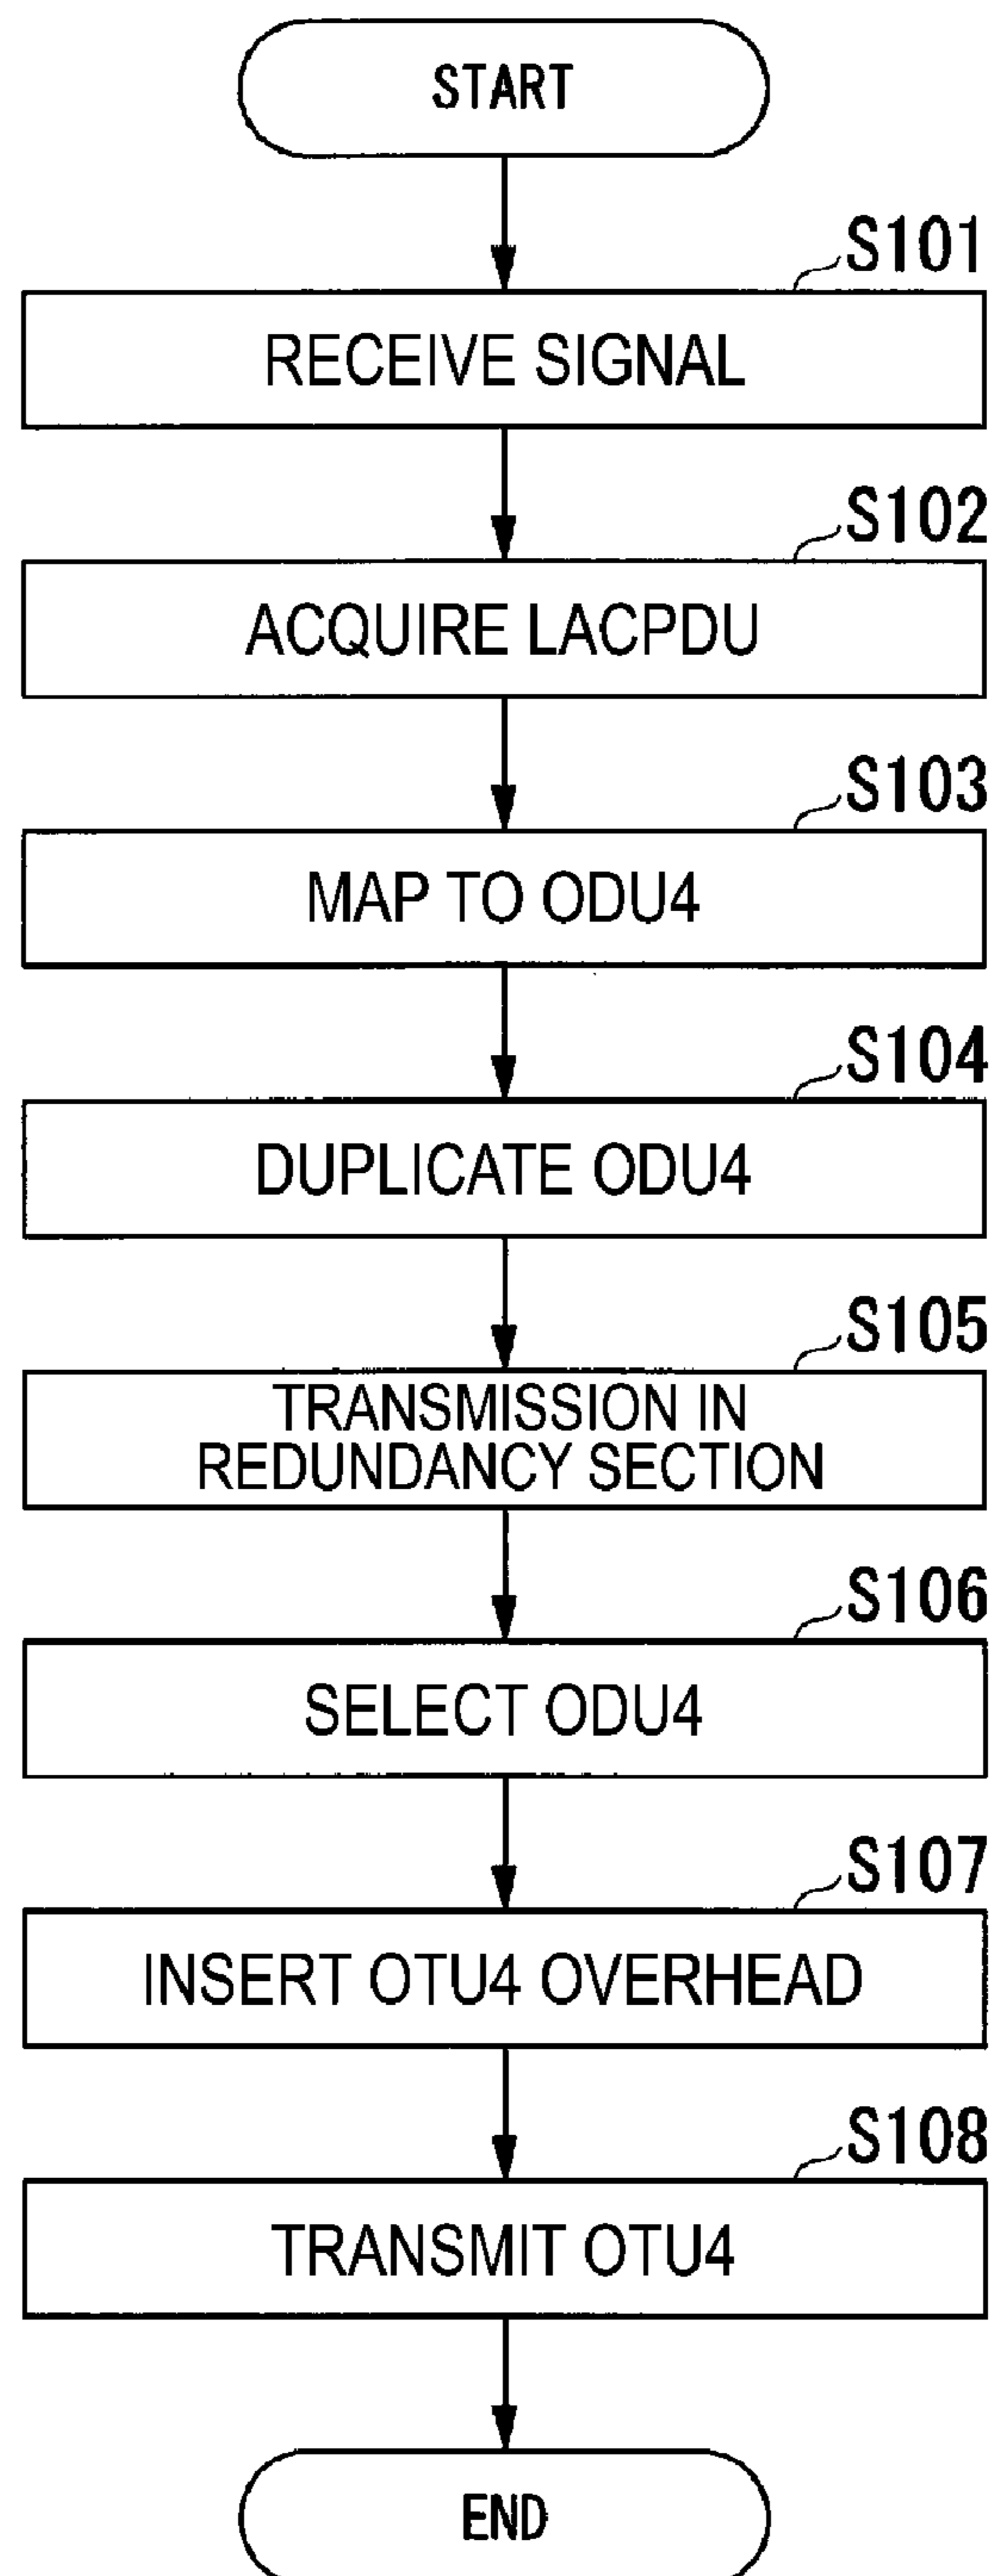 START
S101
RECEIVE SIGNAL
S102
ACQUIRE LACPDU
S103
MAP TO ODU4
S104
DUPLICATE ODU4
S105
TRANSMISSION IN
REDUNDANCY SECTION
S106
SELECT ODU4
S107
INSERT OTU4 OVERHEAD
S108
TRANSMIT OTU4
END